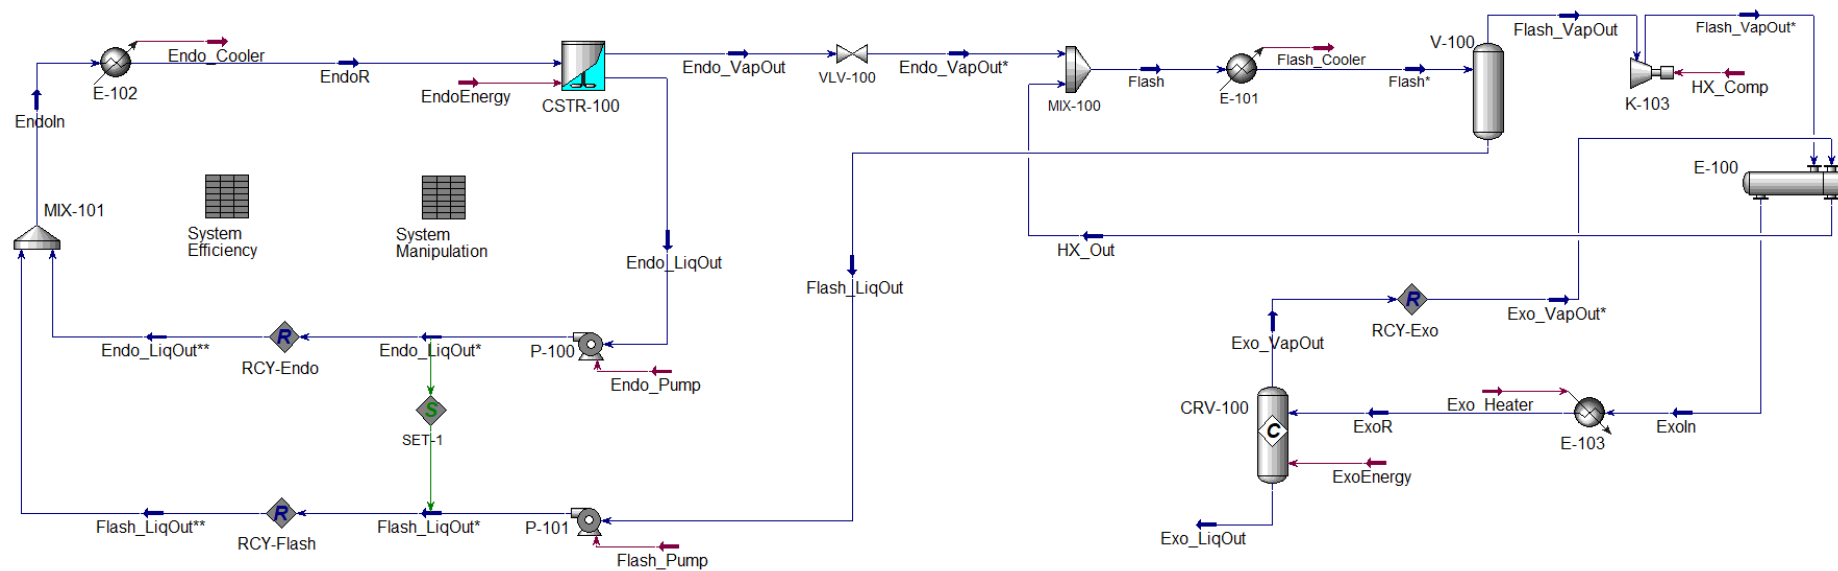 Endo_Cooler
E-102
EndoR
EndoEnergy
CSTR-100
EndoIn
Endo_VapOut
VLV-100
Endo_VapOut*
MIX-100
Flash
Flash_Cooler
E-101
Flash*
V-100
Flash_VapOut
Flash_VapOut*
K-103
HX_Comp
E-100
MIX-101
System
Efficiency
System
Manipulation
Endo_LiqOut
HX_Out
Flash_LiqOut
Endo_LiqOut**
RCY-Endo
Endo_LiqOut*
P-100
Endo_Pump
R
S
SET-1
Exo_VapOut
R
RCY-Exo
Exo_VapOut*
CRV-100
C
ExoR
Exo_Heater
E-103
ExoIn
ExoEnergy
Exo_LiqOut
Flash_LiqOut**
R
RCY-Flash
Flash_LiqOut*
P-101
Flash_Pump